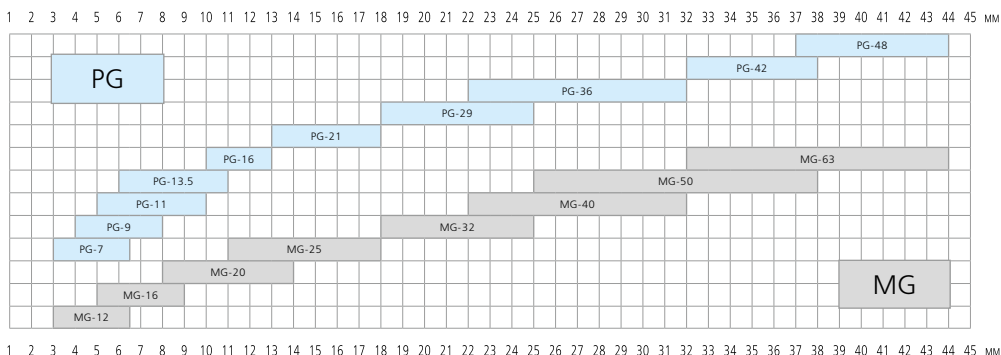 1 2 3 4 5 6 7 8 9 10 11 12 13 14 15 16 17 18 19 20 21 22 23 24 25 26 27 28 29 30 31 32 33 34 35 36 37 38 39 40 41 42 43 44 45 мм
PG-48
PG
PG-42
PG-36
PG-29
PG-21
PG-16
MG-63
PG-13.5
MG-50
PG-11
MG-40
PG-9
MG-32
PG-7
MG-25
MG-20
MG
MG-16
MG-12
1 2 3 4 5 6 7 8 9 10 11 12 13 14 15 16 17 18 19 20 21 22 23 24 25 26 27 28 29 30 31 32 33 34 35 36 37 38 39 40 41 42 43 44 45 мм